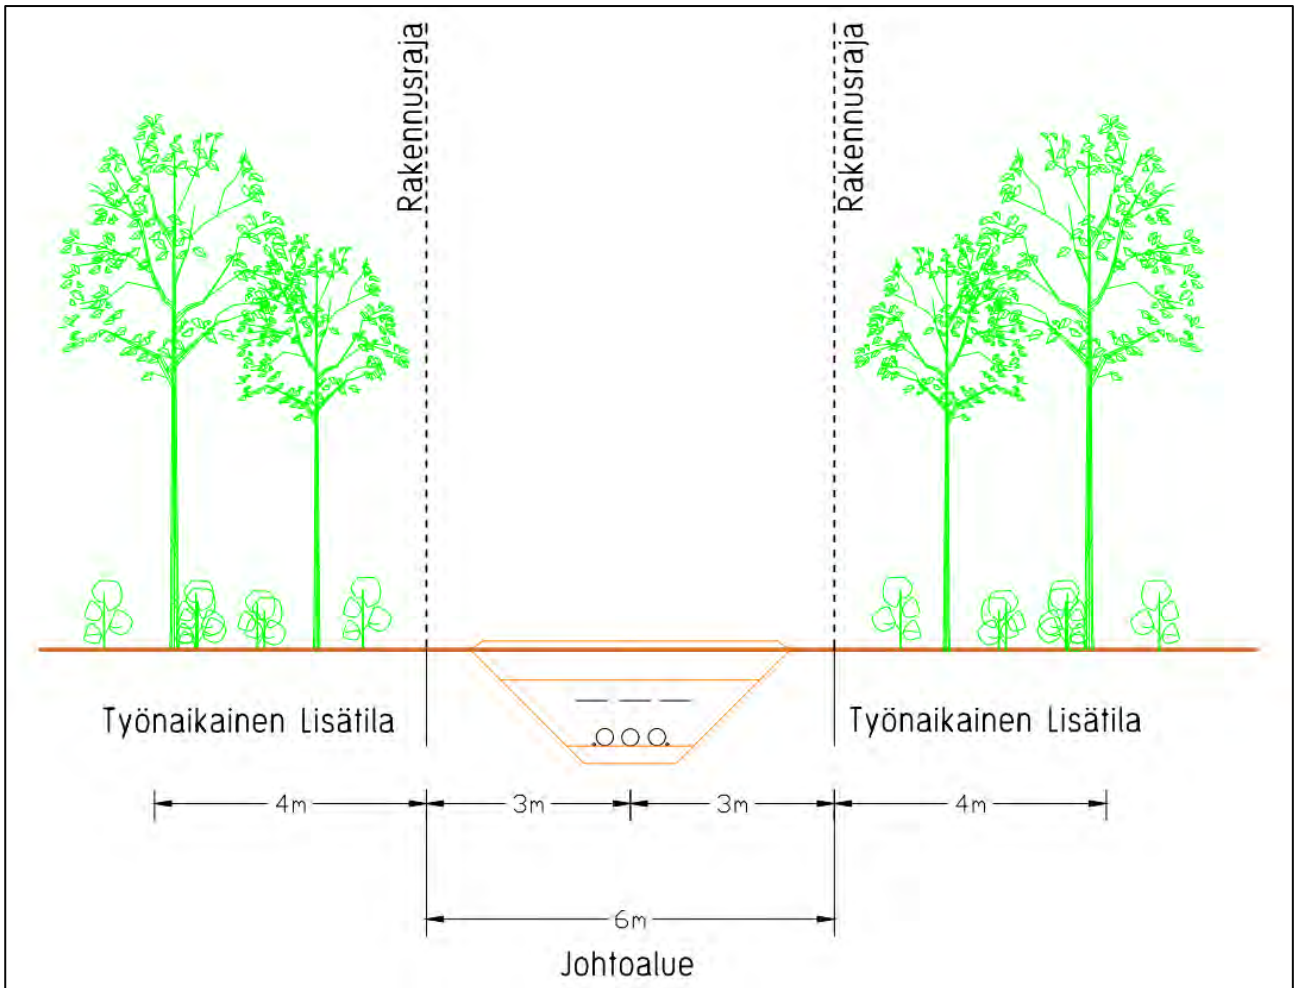 Rakennusraja
Rakennusraja
Työnaikainen Lisätila
Työnaikainen Lisätila
4m
3m
3m
4m
6m
Johtoalue